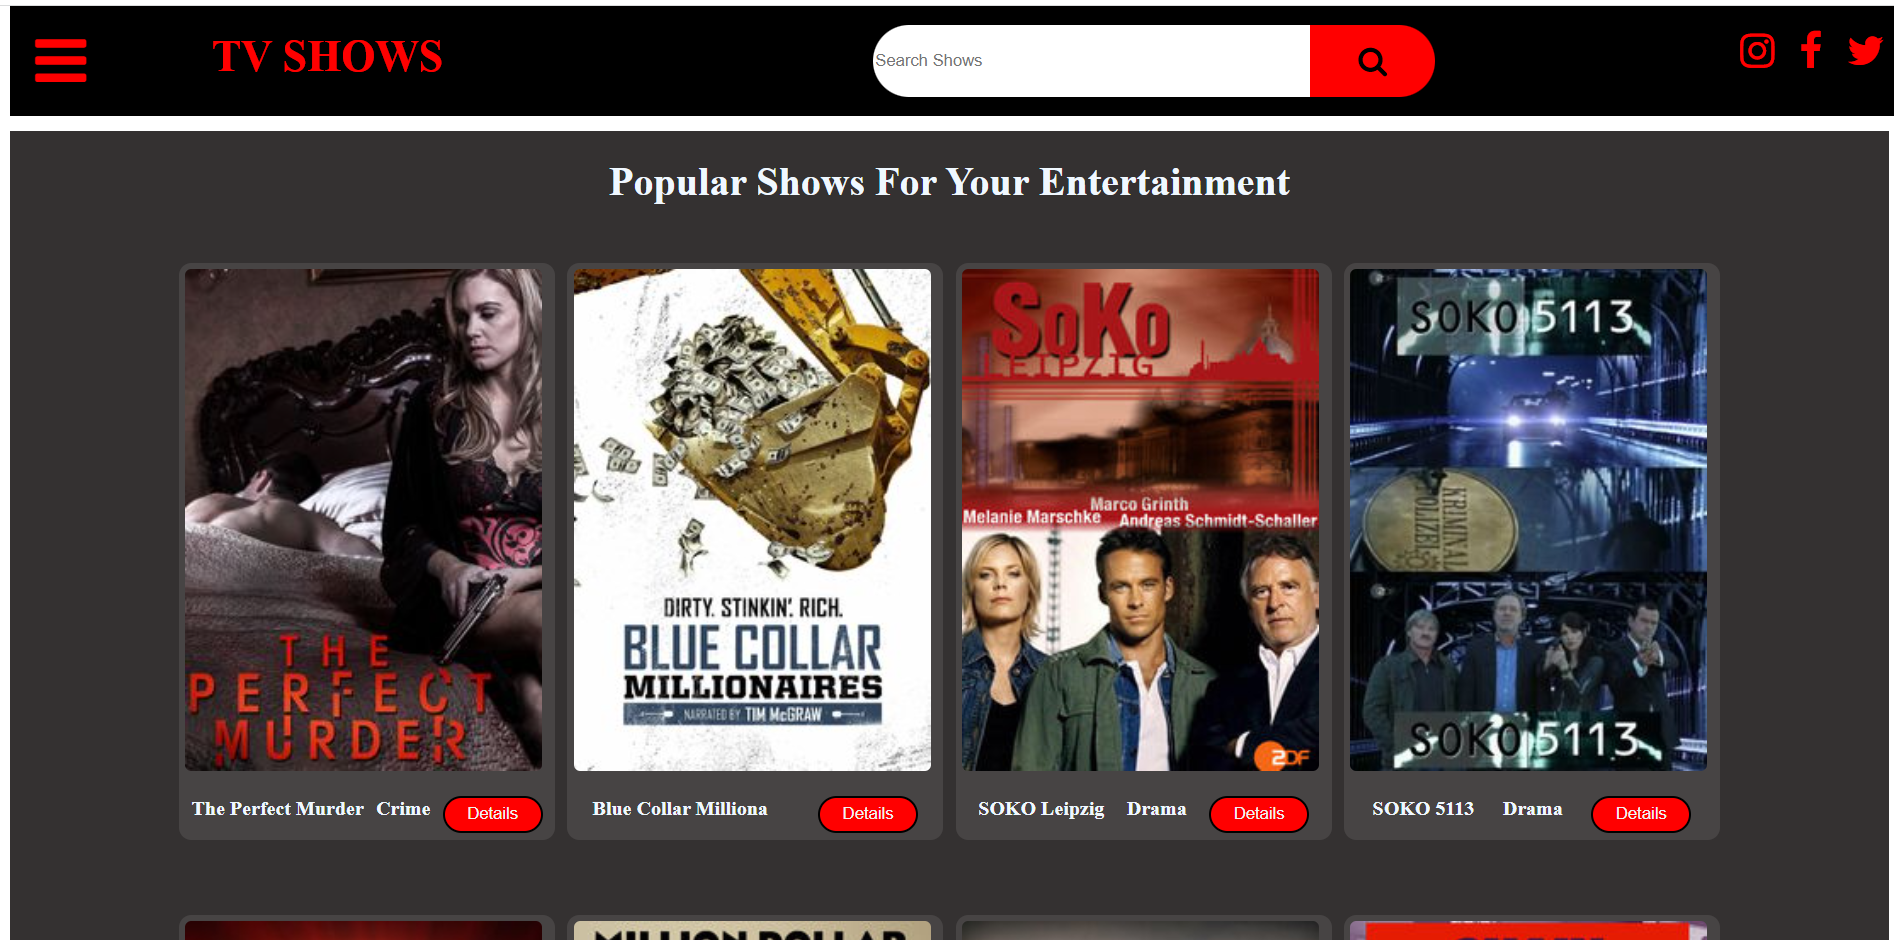 TV SHOWS
Search Shows
Popular Shows For Your Entertainment
THE
PERFECT
MURDER
DIRTY. STINKIN'. RICH.
BLUE COLLAR
MILLIONAIRES
NARRATED BY TIM McGRAW
SoKo
LEIPZIG
Marco Grinth
Melanie Marschke Andreas Schmidt-Schaller
ZDF
SOKO 5113
KRIMINAL
POLIZEI
SOKO 5113
The Perfect Murder Crime Details
Blue Collar Milliona Details
SOKO Leipzig Drama Details
SOKO 5113 Drama Details
MILLION DOLLAR